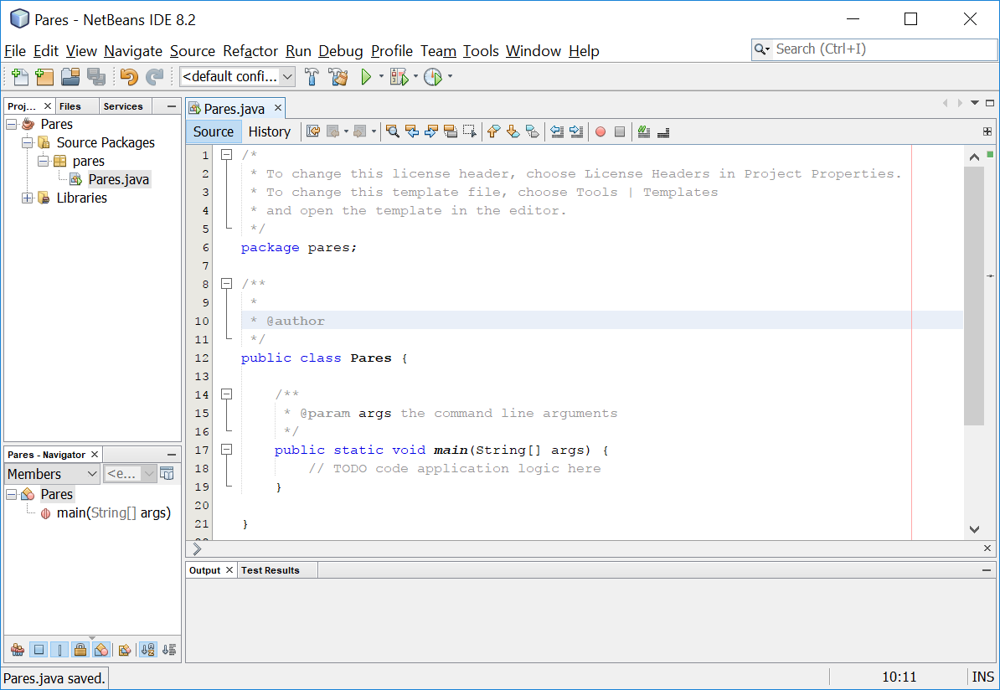 Pares - NetBeans IDE 8.2
File Edit View Navigate Source Refactor Run Debug Profile Team Tools Window Help
Search (Ctrl+I)
<default confi...
Proj... Files Services
Pares
Source Packages
pares
Pares.java
Libraries
Pares.java
Source History
1 /*
2 * To change this license header, choose License Headers in Project Properties.
3 * To change this template file, choose Tools | Templates
4 * and open the template in the editor.
5 */
6 package pares;
7
8 /**
9 *
10 * @author
11 */
12 public class Pares {
13
14 /**
15 * @param args the command line arguments
16 */
17 public static void main(String[] args) {
18 // TODO code application logic here
19 }
20
21 }
Pares - Navigator
Members <e...
Pares
main(String[] args)
Output Test Results
Pares.java saved.
10:11 INS